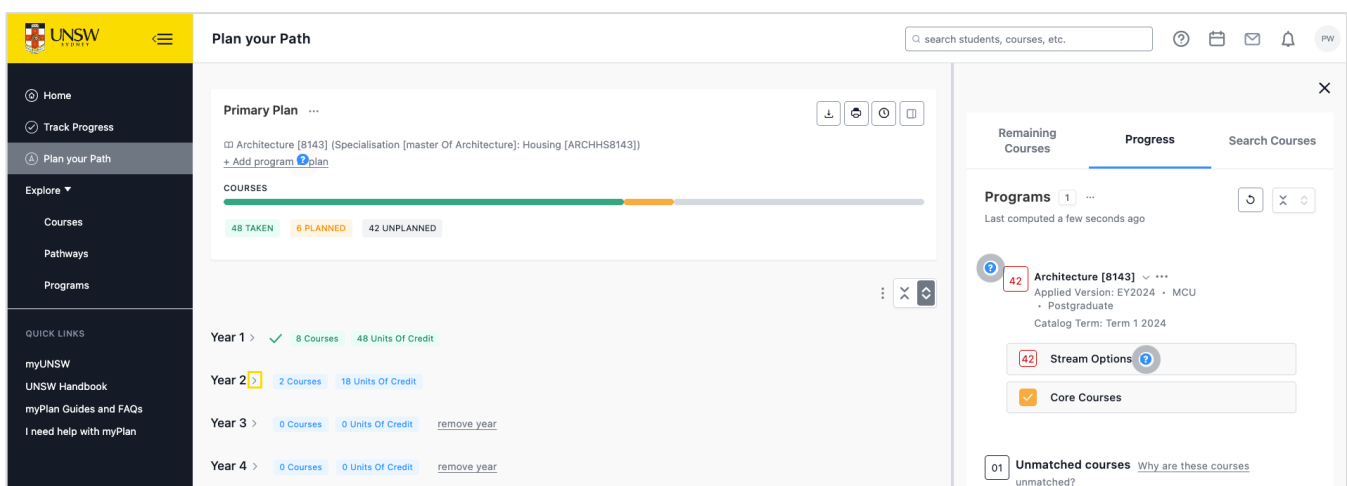 UNSW
SYDNEY
Plan your Path
search students, courses, etc.
PW
Home
Track Progress
Plan your Path
Explore
Courses
Pathways
Programs
QUICK LINKS
myUNSW
UNSW Handbook
myPlan Guides and FAQs
I need help with myPlan
Primary Plan ...
Architecture [8143] (Specialisation [master Of Architecture]: Housing [ARCHHS8143])
+ Add program ? plan
COURSES
48 TAKEN 6 PLANNED 42 UNPLANNED
Year 1 > 8 Courses 48 Units Of Credit
Year 2 > 2 Courses 18 Units Of Credit
Year 3 > 0 Courses 0 Units Of Credit remove year
Year 4 > 0 Courses 0 Units Of Credit remove year
Remaining Courses
Progress
Search Courses
Programs 1 ...
Last computed a few seconds ago
? 42 Architecture [8143] ...
Applied Version: EY2024 • MCU
• Postgraduate
Catalog Term: Term 1 2024
42 Stream Options ?
Core Courses
01 Unmatched courses Why are these courses
unmatched?